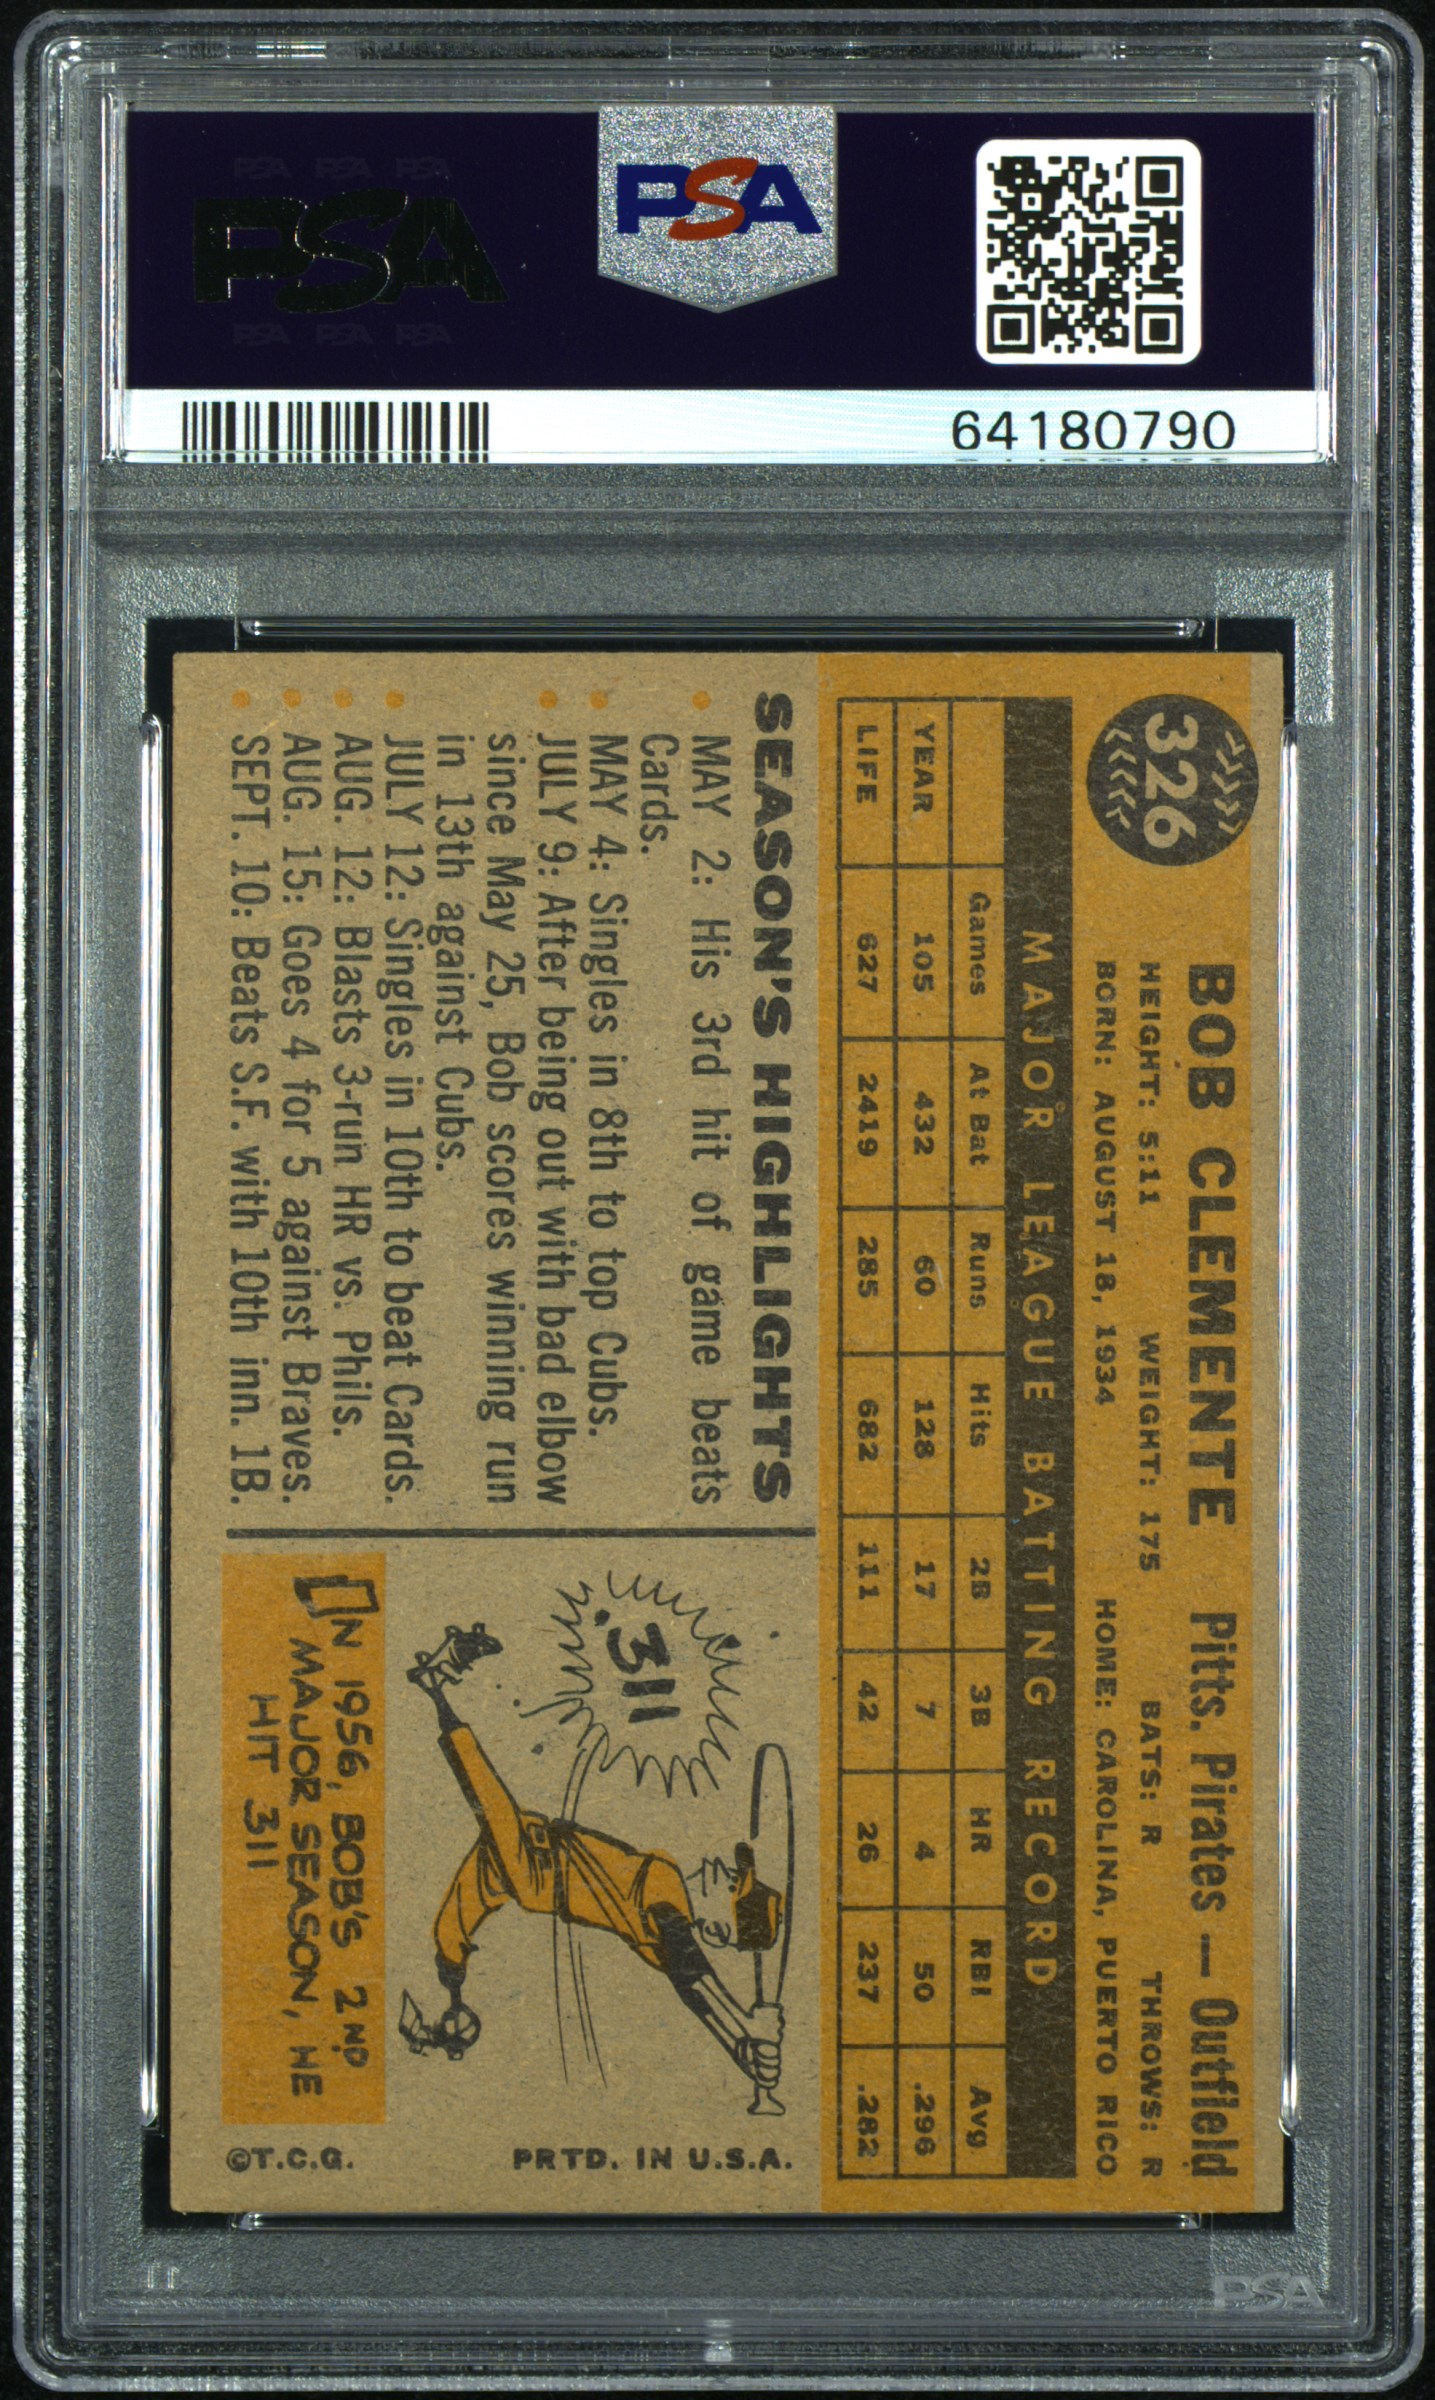 PSA PSA PSA
PSA
PSA PSA PSA
PSA
64180790
326
BOB CLEMENTE Pitts. Pirates — Outfield
HEIGHT: 5:11 WEIGHT: 175 BATS: R THROWS: R
BORN: AUGUST 18, 1934 HOME: CAROLINA, PUERTO RICO
MAJOR LEAGUE BATTING RECORD
Games At Bat Runs Hits 2B 3B HR RBI Avg
YEAR 105 432 60 128 17 7 4 50 .296
LIFE 627 2419 285 682 111 42 26 237 .282
SEASON'S HIGHLIGHTS
MAY 2: His 3rd hit of game beats
Cards.
MAY 4: Singles in 8th to top Cubs.
JULY 9: After being out with bad elbow
since May 25, Bob scores winning run
in 13th against Cubs.
JULY 12: Singles in 10th to beat Cards.
AUG. 12: Blasts 3-run HR vs. Phils.
AUG. 15: Goes 4 for 5 against Braves.
SEPT. 10: Beats S.F. with 10th inn. 1B.
.311
IN 1956, BOB'S 2ND
MAJOR SEASON, HE
HIT 311
PRTD. IN U.S.A.
©T.C.G.
PSA